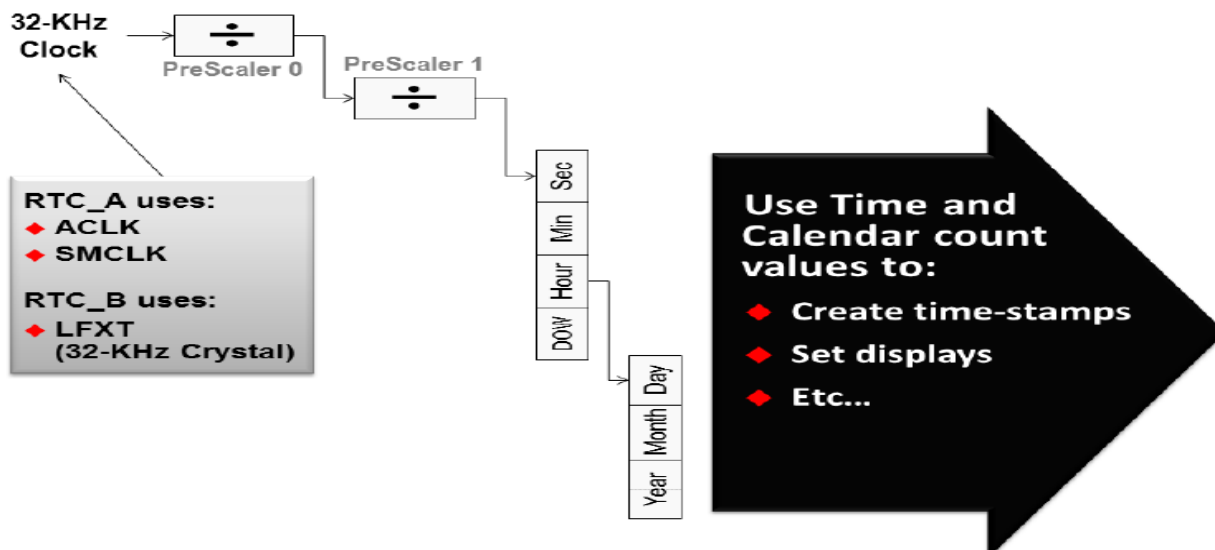 32-KHz
Clock
÷
PreScaler 0
PreScaler 1
÷
RTC_A uses:
ACLK
SMCLK
RTC_B uses:
LFXT
(32-KHz Crystal)
Sec
Min
Hour
DOW
Day
Month
Year
Use Time and
Calendar count
values to:
Create time-stamps
Set displays
Etc...